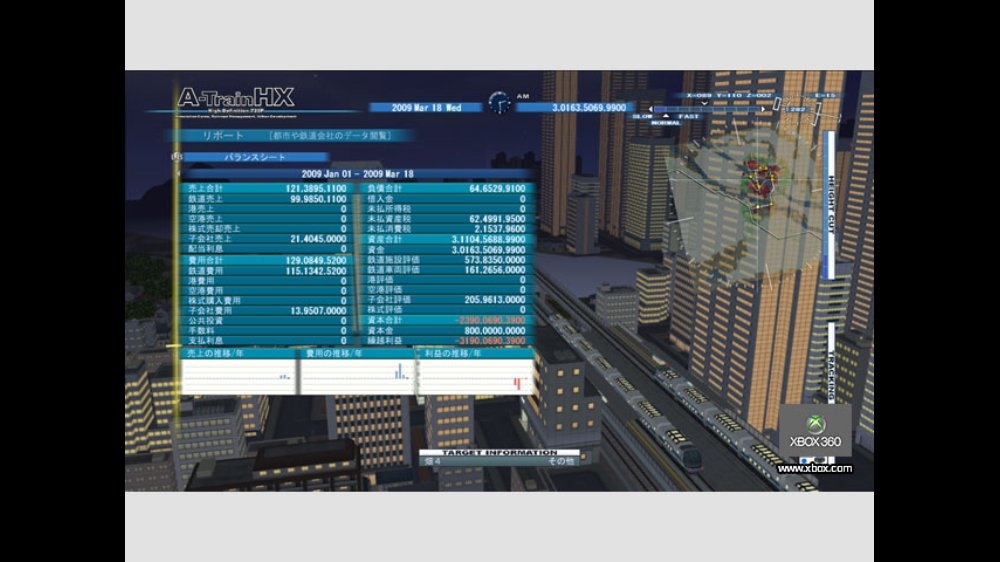 A-TrainHX
High Definition 720P
2009 Mar 18 Wed
AM
3.0163.5069.9900
X-089 Y-110 Z-002
E-15
282
SLOW
FAST
NORMAL
リポート [都市や鉄道会社のデータ閲覧]
バランスシート
2009 Jan 01 - 2009 Mar 18
売上合計 121.3895.1100 負債合計 64.6529.9100
鉄道売上 99.9850.1100 借入金 0
港売上 0 未払所得税 0
空港売上 0 未払資産税 62.4991.9500
株式売却売上 0 未払消費税 2.1537.9600
子会社売上 21.4045.0000 資産合計 3.1104.5688.9900
配当利息 0 資金 3.0163.5069.9900
費用合計 129.0849.5200 鉄道施設評価 573.8350.0000
鉄道費用 115.1342.5200 鉄道車両評価 161.2656.0000
港費用 0 港評価 0
空港費用 0 空港評価 0
株式購入費用 0 子会社評価 205.9613.0000
子会社費用 13.9507.0000 株式評価 0
公共投資 0 資本合計 -2390.0690.3900
手数料 0 資本金 800.0000.0000
支払利息 0 繰越利益 -3190.0690.3900
売上の推移/年 費用の推移/年 利益の推移/年
HEIGHT CUT
TRACKING
TARGET INFORMATION
畑4 その他
XBOX 360
www.xbox.com